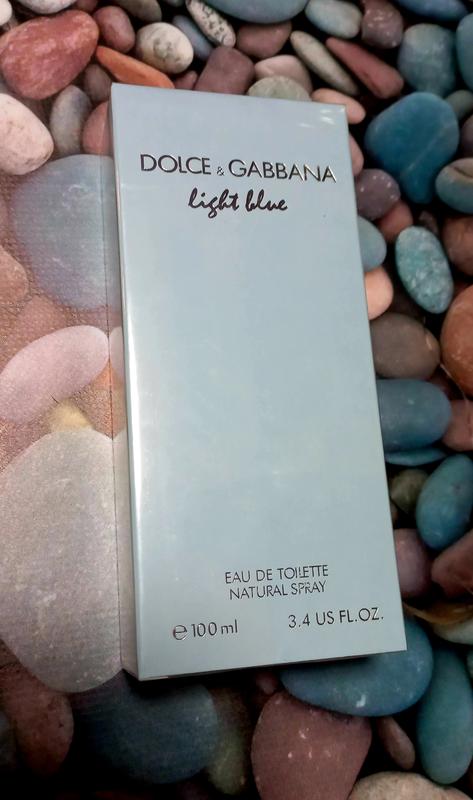 DOLCE & GABBANA
light blue
EAU DE TOILETTE
NATURAL SPRAY
℮ 100 ml 3.4 US FL.OZ.